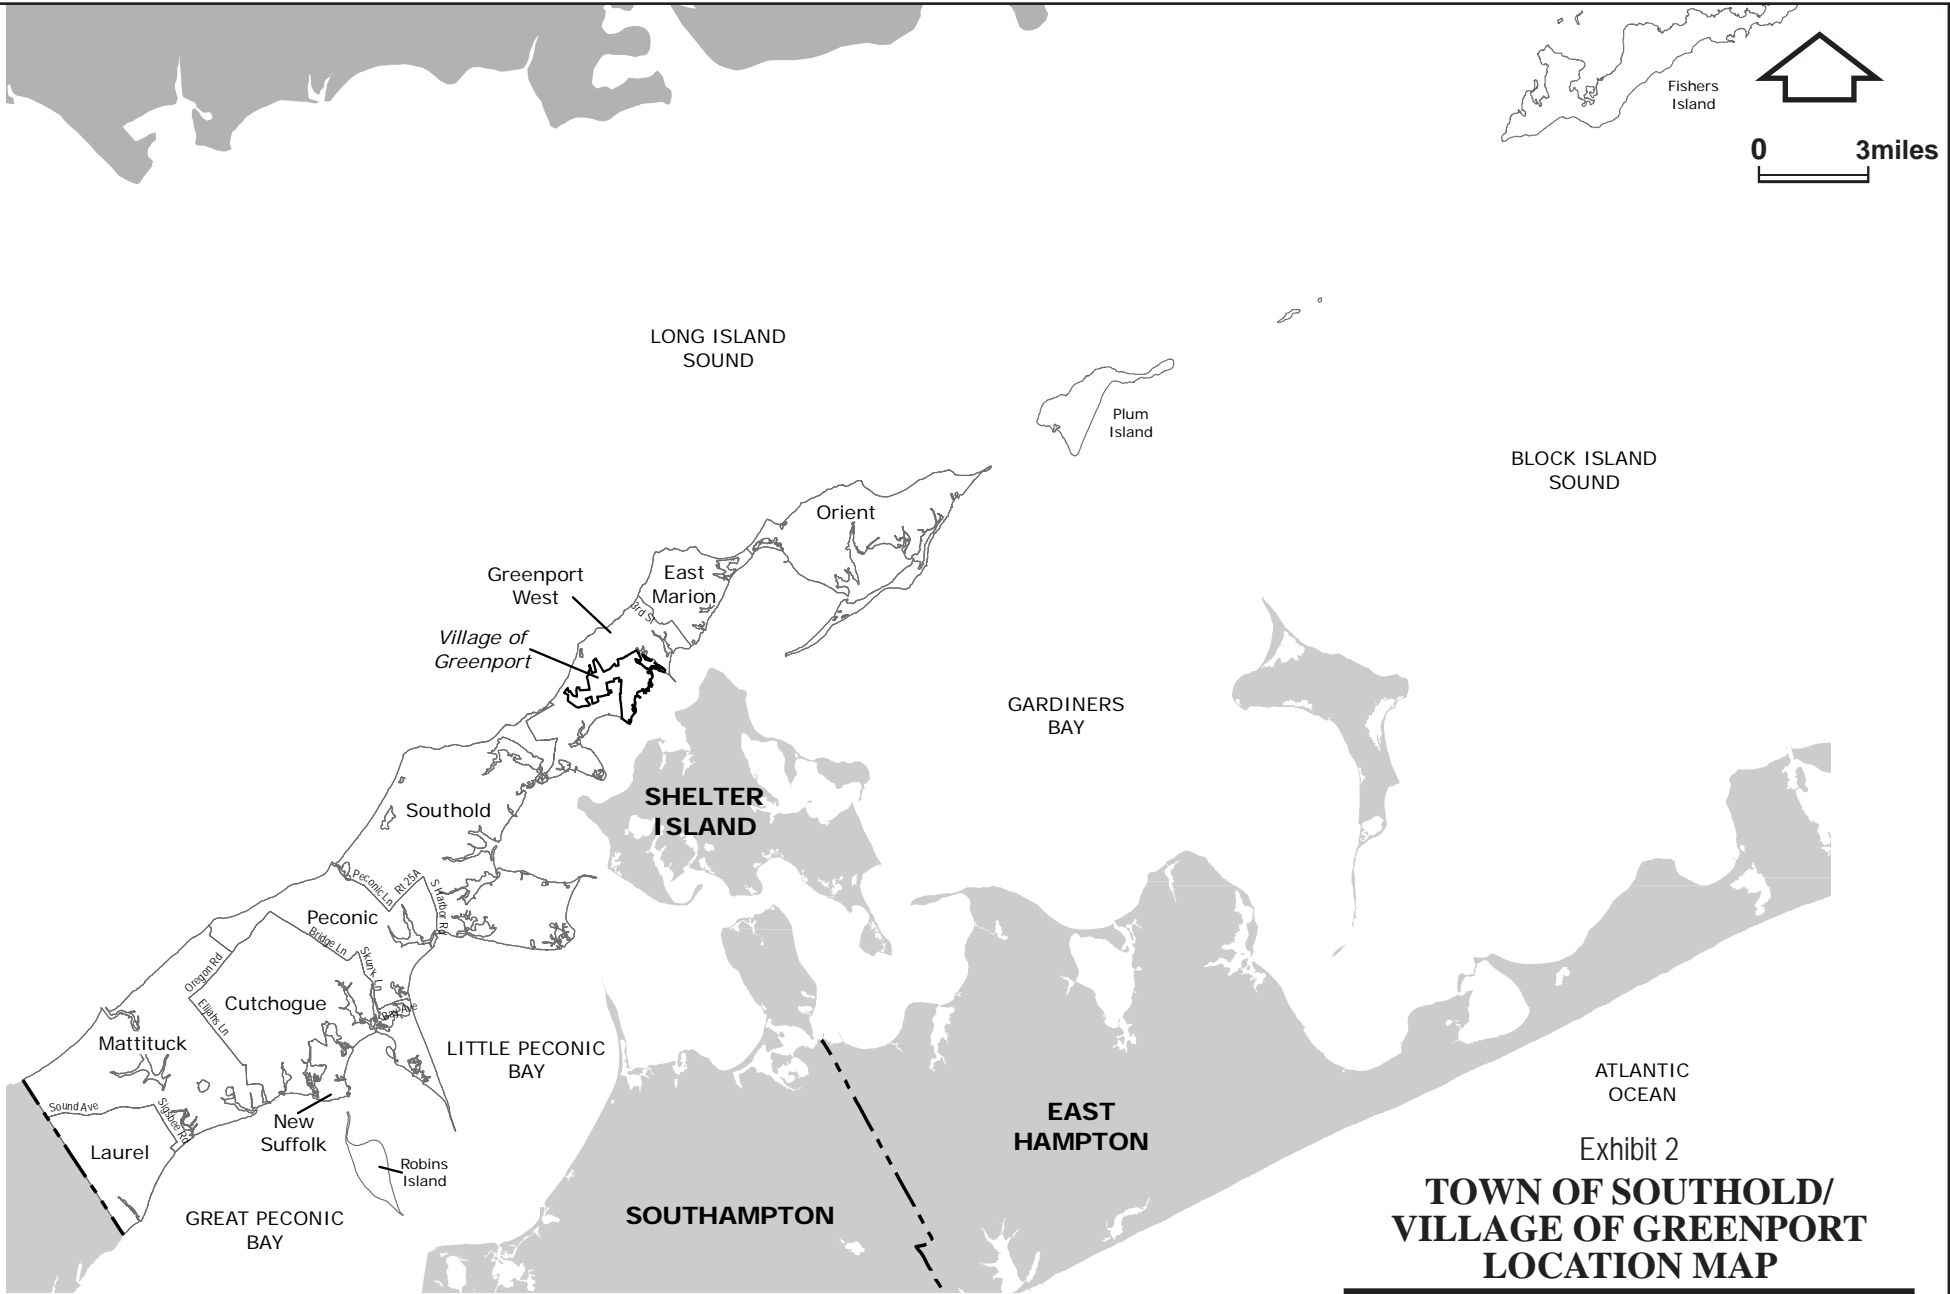 Fishers
Island
0 3miles
LONG ISLAND
SOUND
Plum
Island
BLOCK ISLAND
SOUND
Orient
East
Marion
Greenport
West
3rd St
Village of
Greenport
GARDINERS
BAY
SHELTER
ISLAND
Southold
Peconic Ln
Rt 25A
S Harbor Rd
Peconic
Bridge Ln
Skunk Ln
Oregon Rd
Cutchogue
Elijahs Ln
Bay Ave
Mattituck
LITTLE PECONIC
BAY
ATLANTIC
OCEAN
Sound Ave
Sigsbee Rd
New
Suffolk
EAST
HAMPTON
Laurel
Robins
Island
GREAT PECONIC
BAY
SOUTHAMPTON
Exhibit 2
TOWN OF SOUTHOLD/
VILLAGE OF GREENPORT
LOCATION MAP